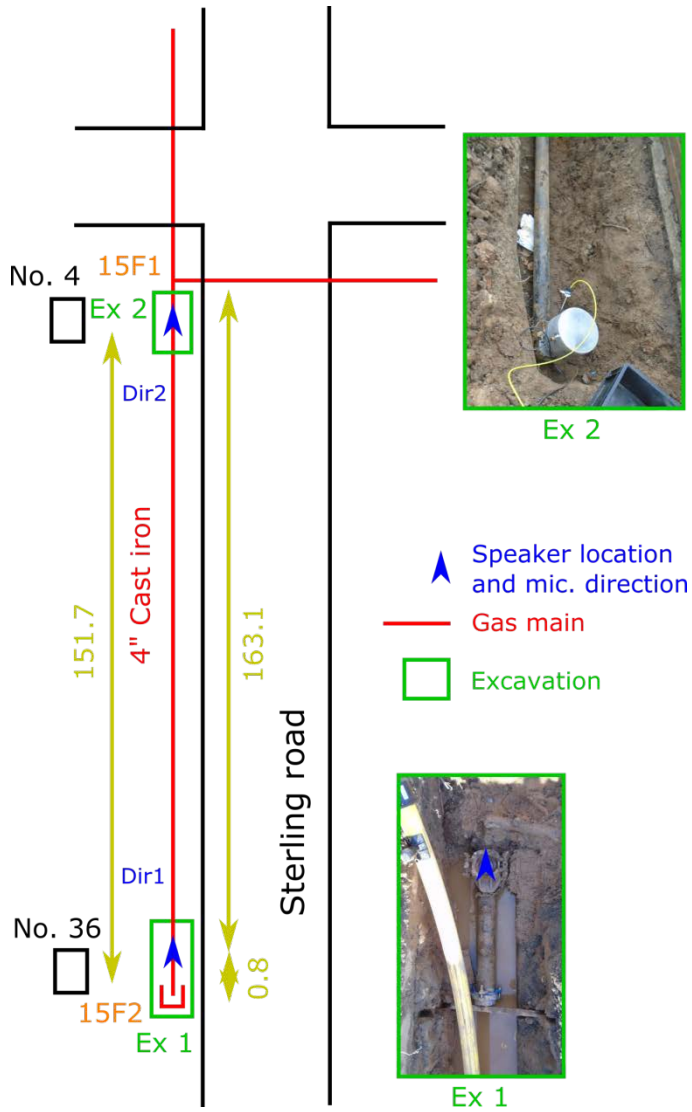 15F1
No. 4
Ex 2
Dir2
151.7
4" Cast iron
163.1
Sterling road
Dir1
No. 36
0.8
15F2
Ex 1
Ex 2
Speaker location
and mic. direction
Gas main
Excavation
Ex 1